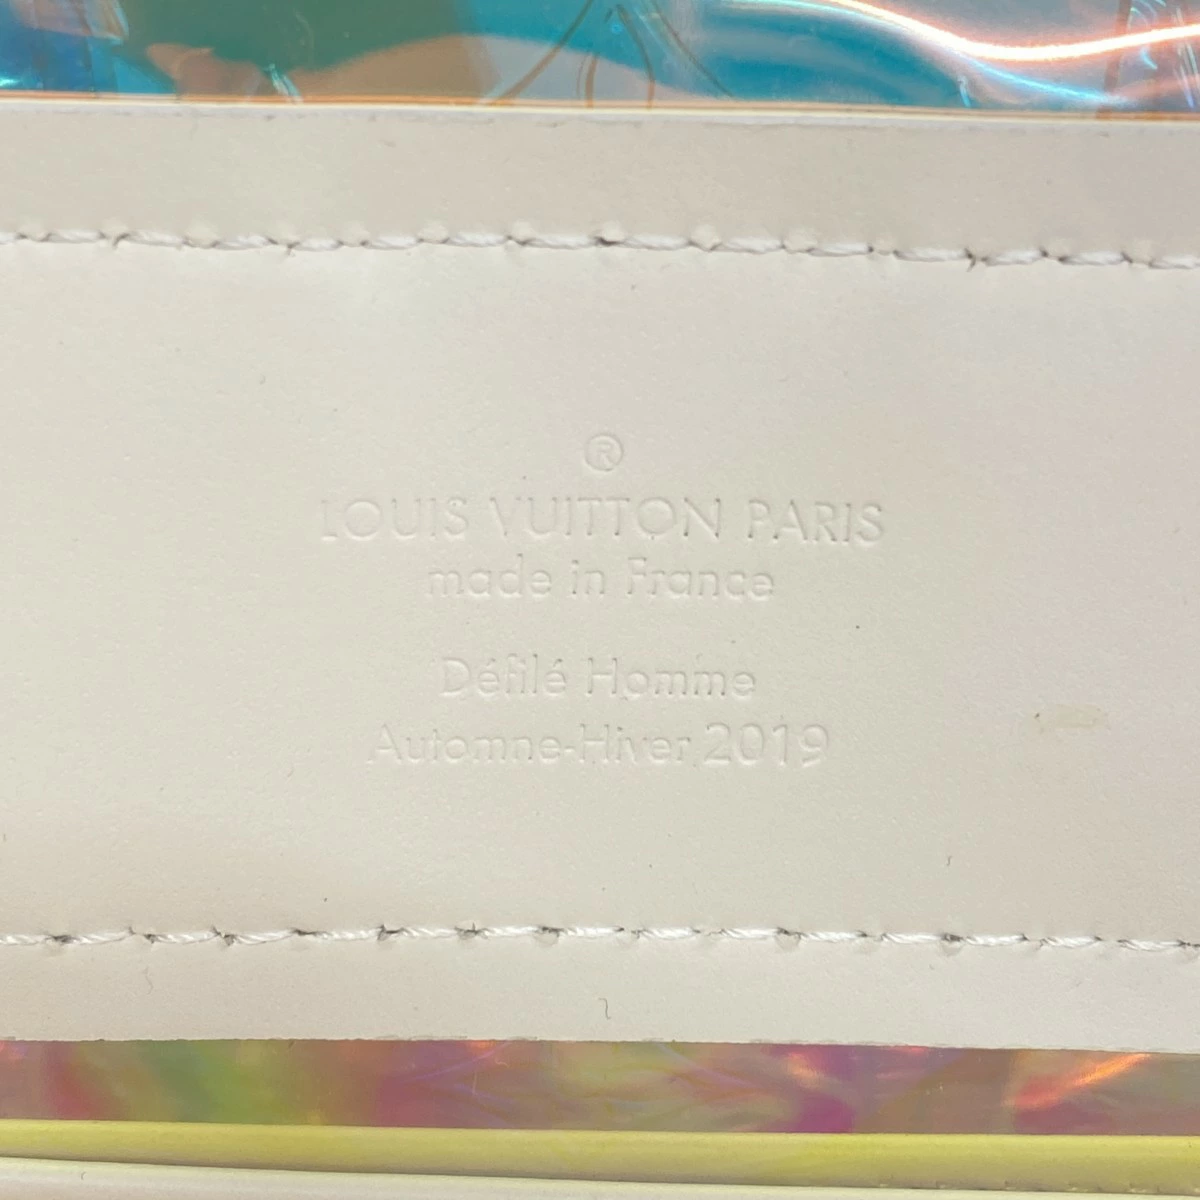 ®
LOUIS VUITTON PARIS
made in France
Défilé Homme
Automne-Hiver 2019